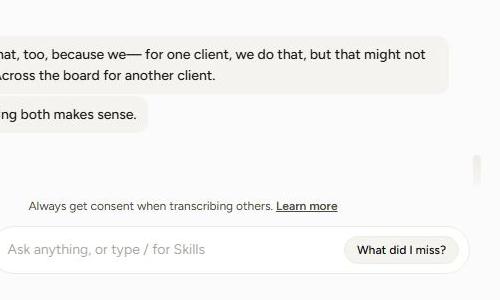 too, because we— for one client, we do that, but that might not
across the board for another client.
both makes sense.
Always get consent when transcribing others. Learn more
Ask anything, or type / for Skills
What did I miss?